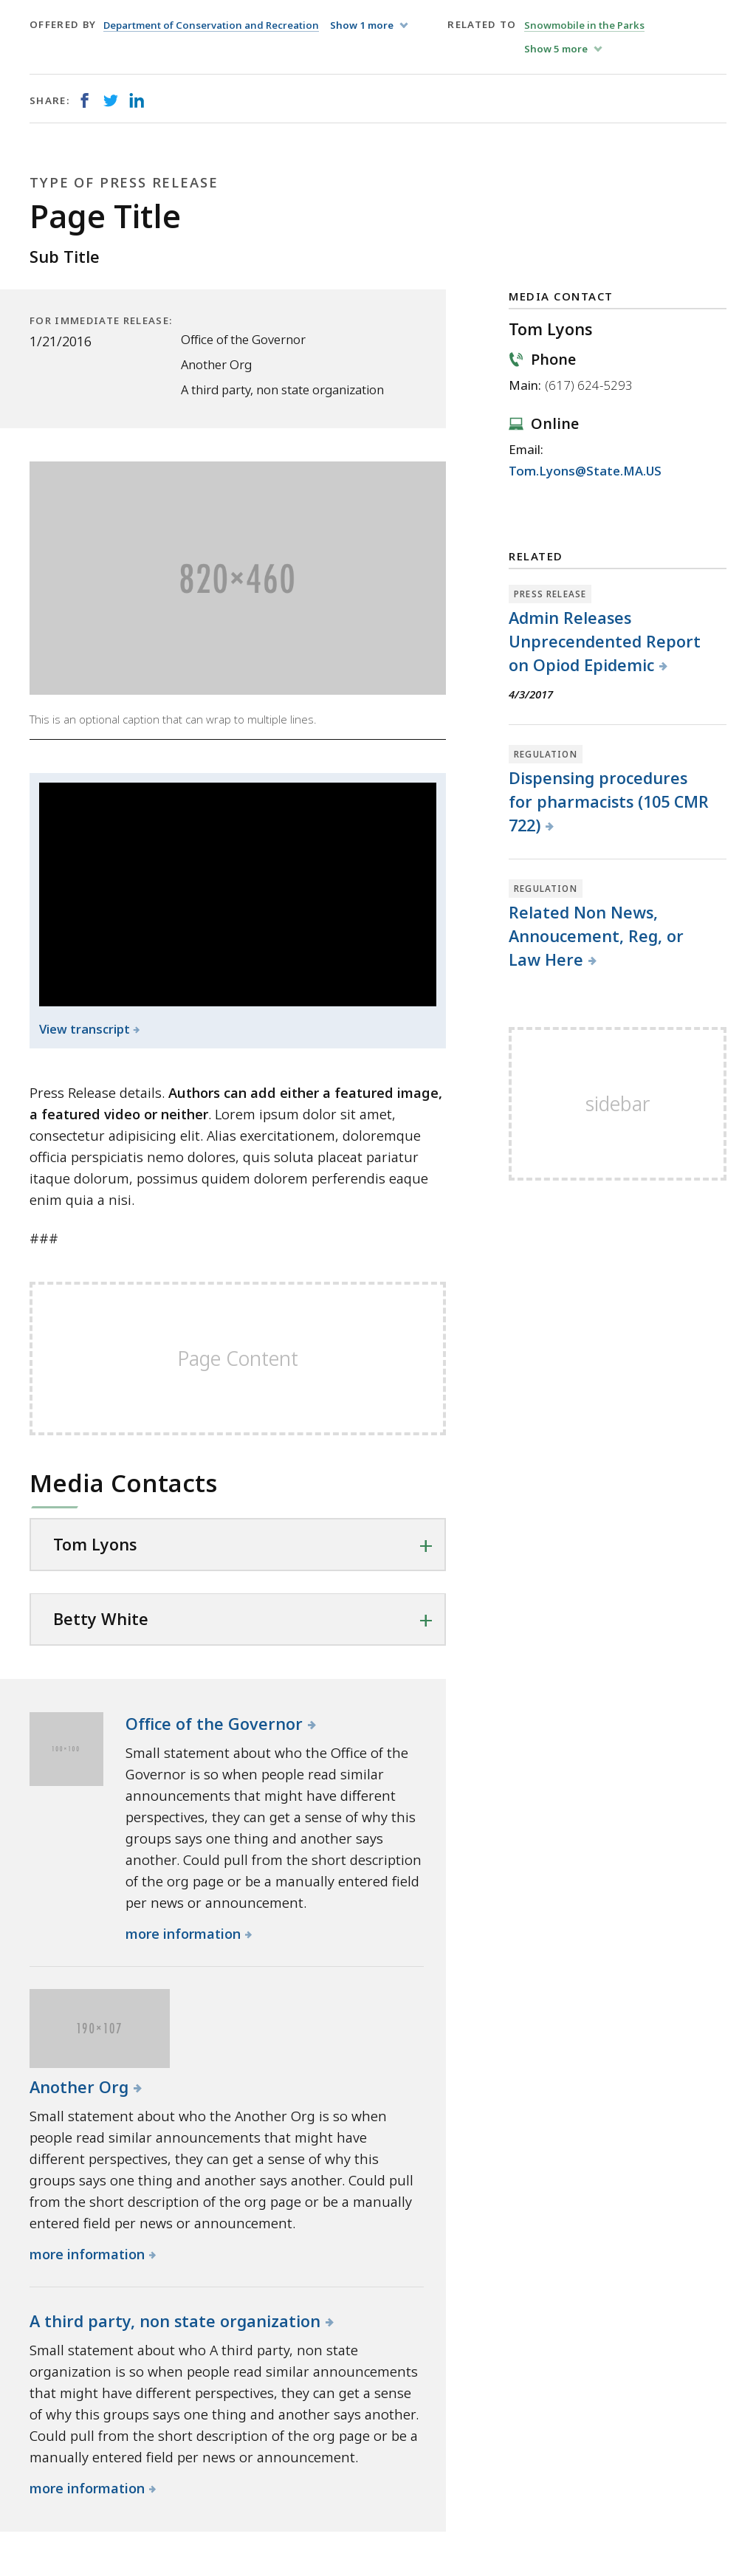 OFFERED BY Department of Conservation and Recreation Show 1 more
RELATED TO Snowmobile in the Parks
Show 5 more
SHARE:
TYPE OF PRESS RELEASE
Page Title
Sub Title
FOR IMMEDIATE RELEASE:
1/21/2016
Office of the Governor
Another Org
A third party, non state organization
820×460
This is an optional caption that can wrap to multiple lines.
View transcript
Press Release details. Authors can add either a featured image,
a featured video or neither. Lorem ipsum dolor sit amet,
consectetur adipisicing elit. Alias exercitationem, doloremque
officia perspiciatis nemo dolores, quis soluta placeat pariatur
itaque dolorum, possimus quidem dolorem perferendis eaque
enim quia a nisi.
###
Page Content
Media Contacts
Tom Lyons
Betty White
100×100
Office of the Governor
Small statement about who the Office of the
Governor is so when people read similar
announcements that might have different
perspectives, they can get a sense of why this
groups says one thing and another says
another. Could pull from the short description
of the org page or be a manually entered field
per news or announcement.
more information
190×107
Another Org
Small statement about who the Another Org is so when
people read similar announcements that might have
different perspectives, they can get a sense of why this
groups says one thing and another says another. Could pull
from the short description of the org page or be a manually
entered field per news or announcement.
more information
A third party, non state organization
Small statement about who A third party, non state
organization is so when people read similar announcements
that might have different perspectives, they can get a sense
of why this groups says one thing and another says another.
Could pull from the short description of the org page or be a
manually entered field per news or announcement.
more information
MEDIA CONTACT
Tom Lyons
Phone
Main: (617) 624-5293
Online
Email:
Tom.Lyons@State.MA.US
RELATED
PRESS RELEASE
Admin Releases
Unprecendented Report
on Opiod Epidemic
4/3/2017
REGULATION
Dispensing procedures
for pharmacists (105 CMR
722)
REGULATION
Related Non News,
Annoucement, Reg, or
Law Here
sidebar